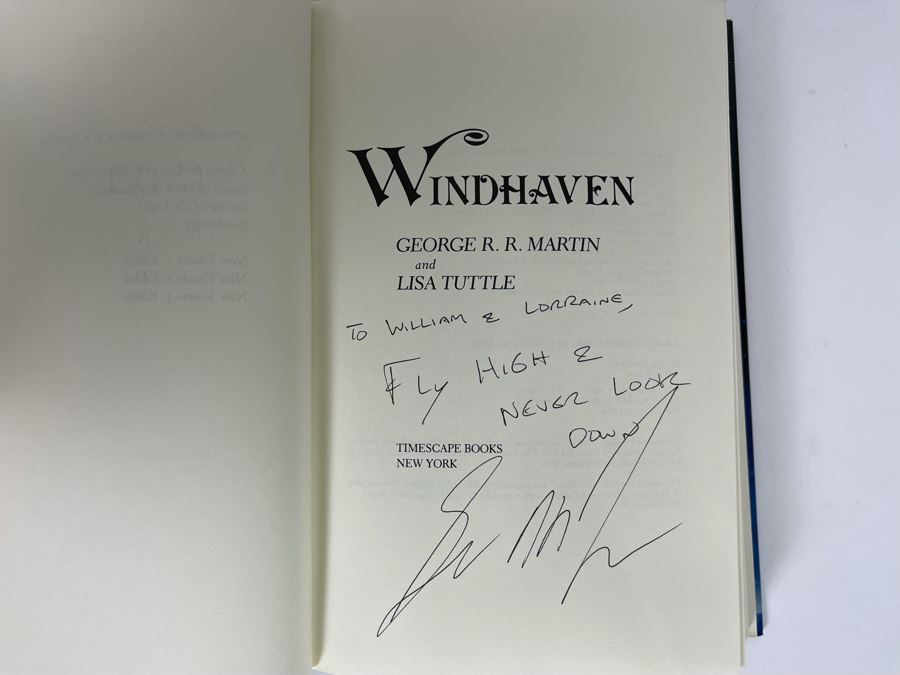 WINDHAVEN
GEORGE R. R. MARTIN
and
LISA TUTTLE
TO WILLIAM & LORRAINE,
FLY HIGH &
NEVER LOOK
DOWN
TIMESCAPE BOOKS
NEW YORK